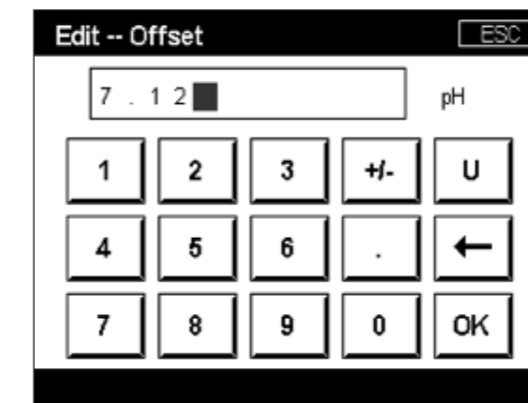 Edit -- Offset ESC
7 . 1 2 pH
1 2 3 +/- U
4 5 6 . ←
7 8 9 0 OK